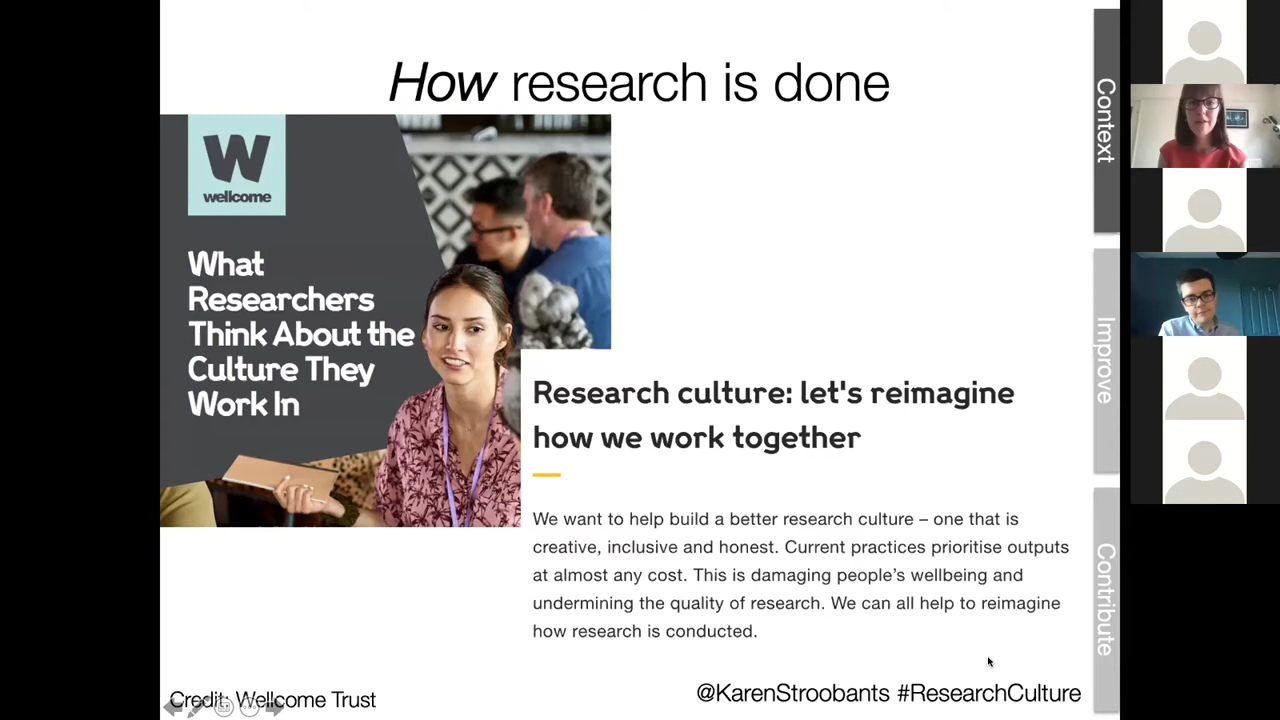 How research is done
W
wellcome
What
Researchers
Think About the
Culture They
Work In
Research culture: let's reimagine
how we work together
We want to help build a better research culture – one that is
creative, inclusive and honest. Current practices prioritise outputs
at almost any cost. This is damaging people’s wellbeing and
undermining the quality of research. We can all help to reimagine
how research is conducted.
Credit: Wellcome Trust
@KarenStroobants #ResearchCulture
Context
Improve
Contribute